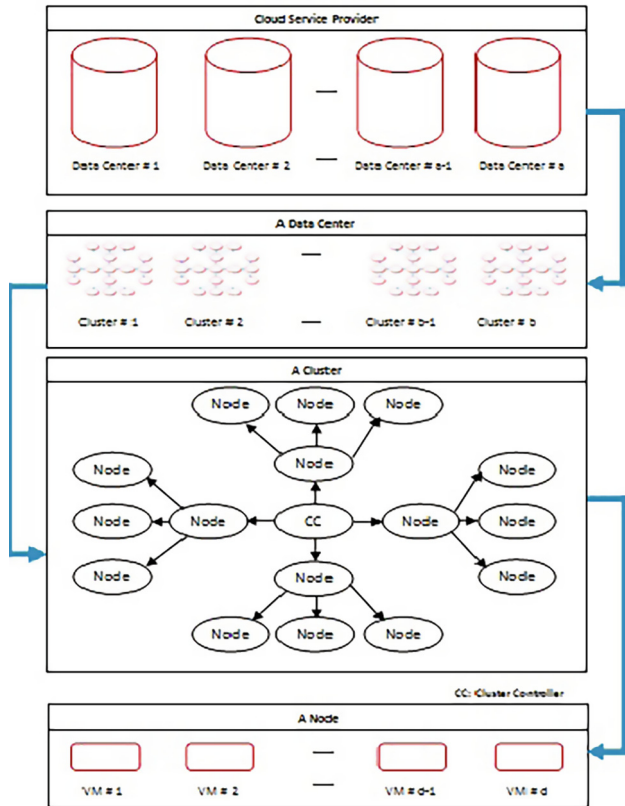 Cloud Service Provider
Data Center # 1 Data Center # 2 — Data Center # a-1 Data Center # a
A Data Center
Cluster # 1 Cluster # 2 — Cluster # b-1 Cluster # b
A Cluster
Node Node Node
Node
Node Node
Node Node CC Node Node
Node Node
Node
Node Node Node
CC: Cluster Controller
A Node
VM # 1 VM # 2 — VM # d-1 VM # d